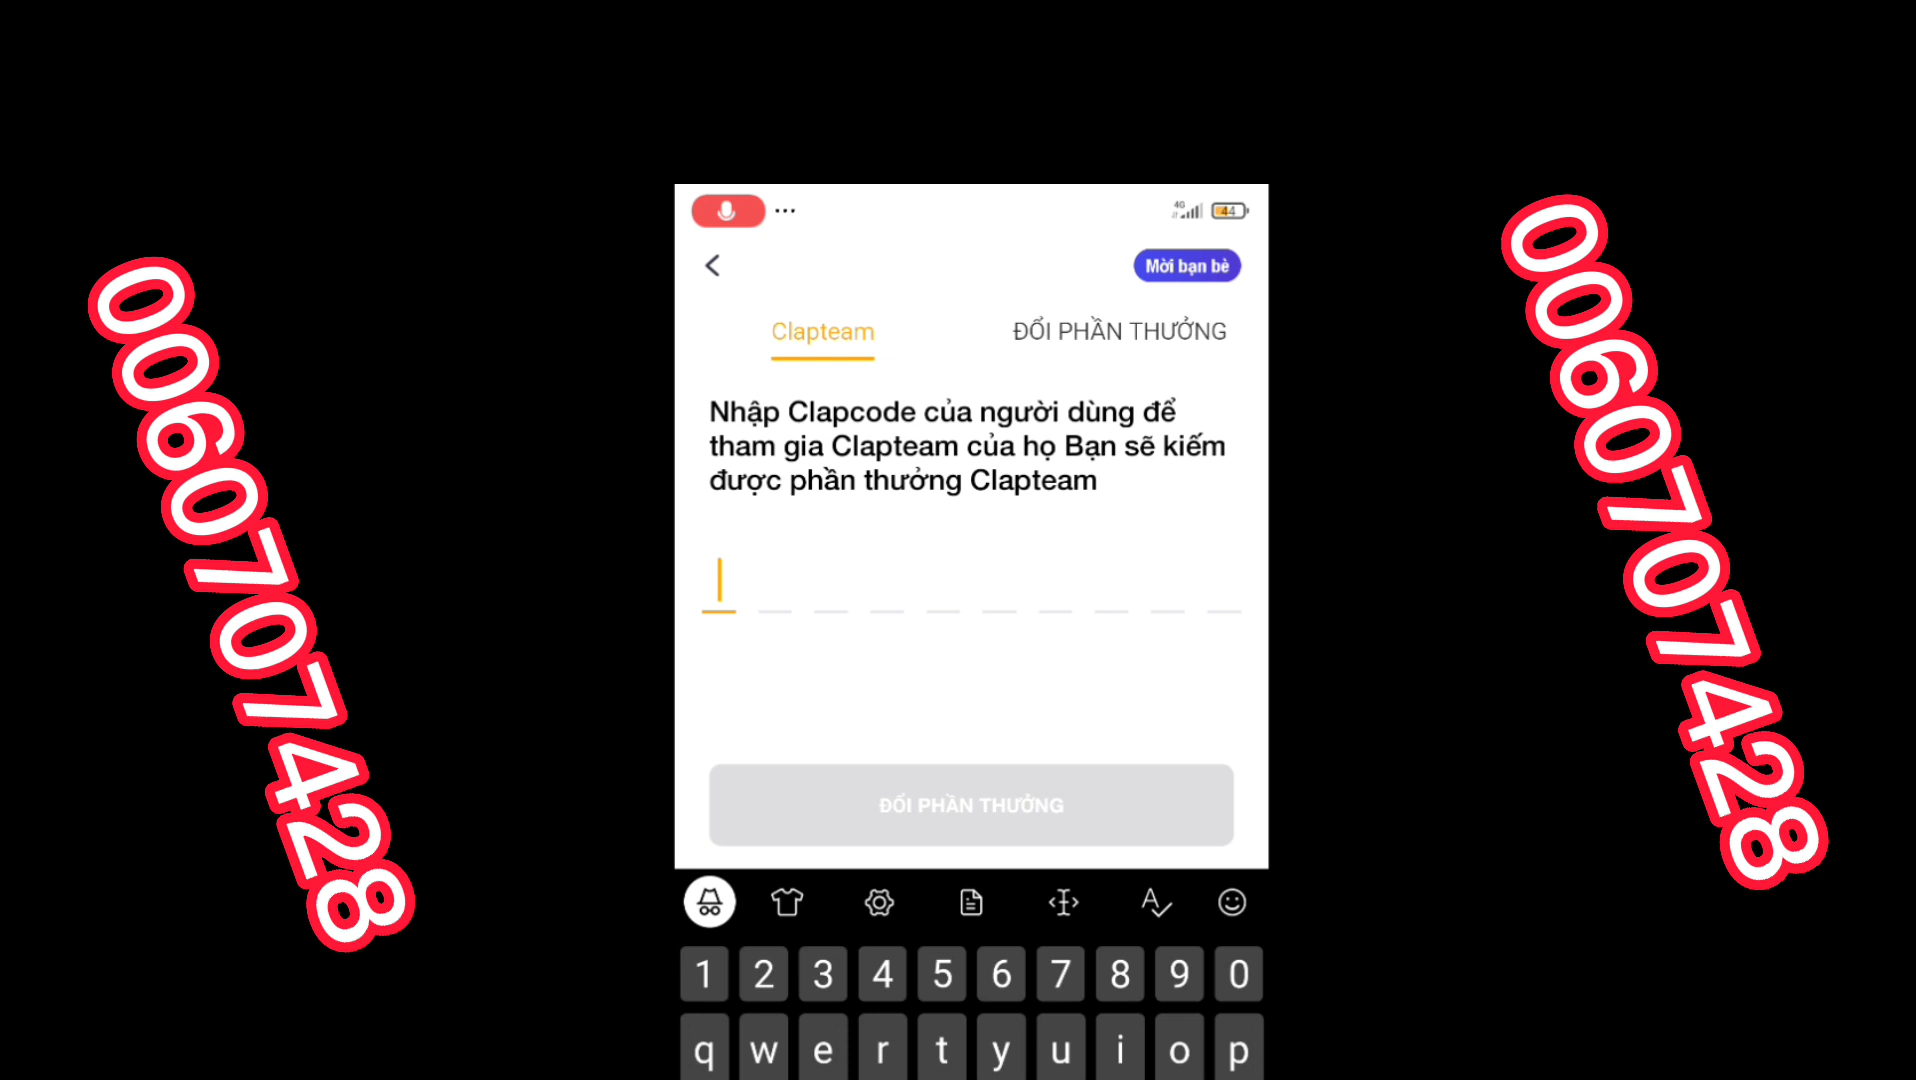 4G
44
Mời bạn bè
Clapteam
ĐỔI PHẦN THƯỞNG
Nhập Clapcode của người dùng để
tham gia Clapteam của họ Bạn sẽ kiếm
được phần thưởng Clapteam
ĐỔI PHẦN THƯỞNG
1 2 3 4 5 6 7 8 9 0
q w e r t y u i o p
0060707428
0060707428